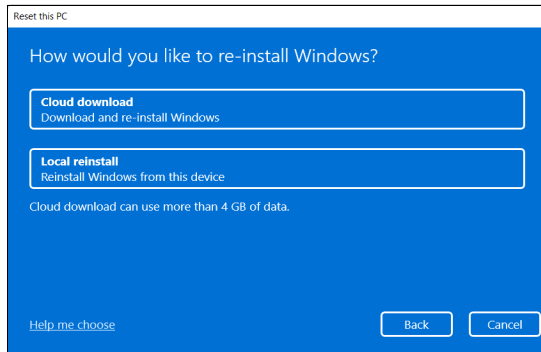 Reset this PC
How would you like to re-install Windows?
Cloud download
Download and re-install Windows
Local reinstall
Reinstall Windows from this device
Cloud download can use more than 4 GB of data.
Help me choose
Back
Cancel